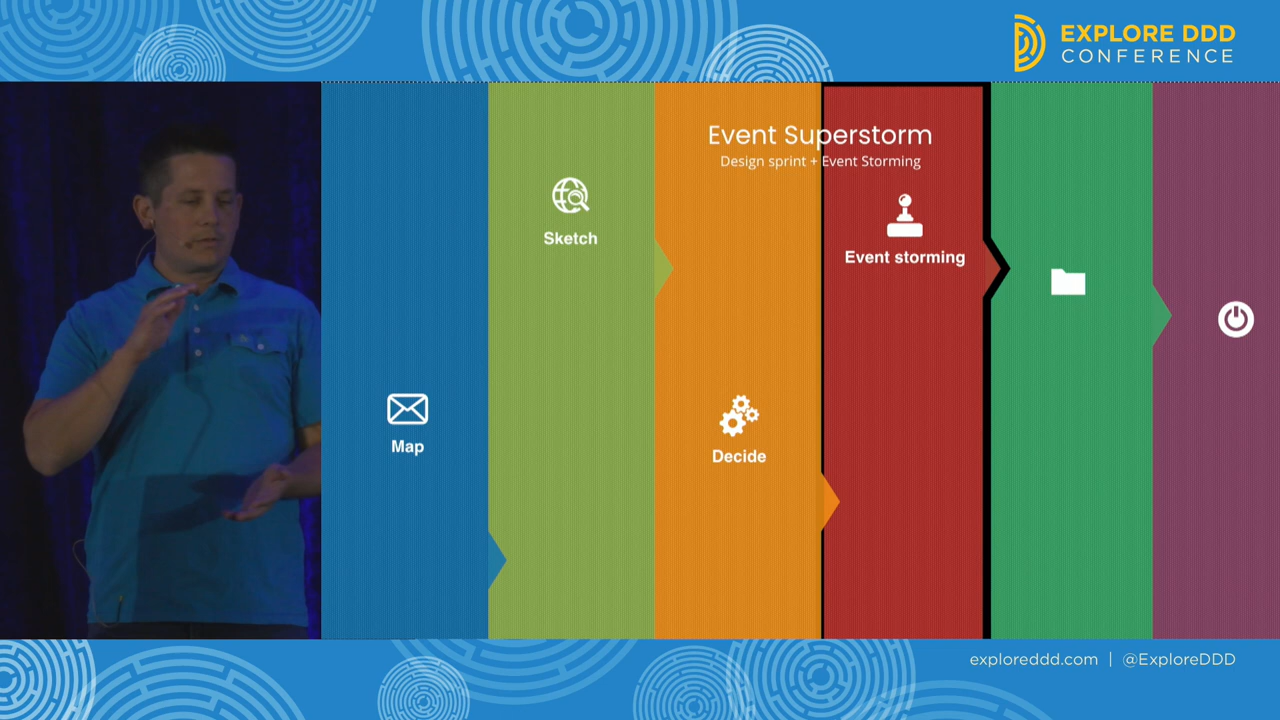 EXPLORE DDD
CONFERENCE
Event Superstorm
Design sprint + Event Storming
Sketch
Event storming
Map
Decide
exploreddd.com | @ExploreDDD